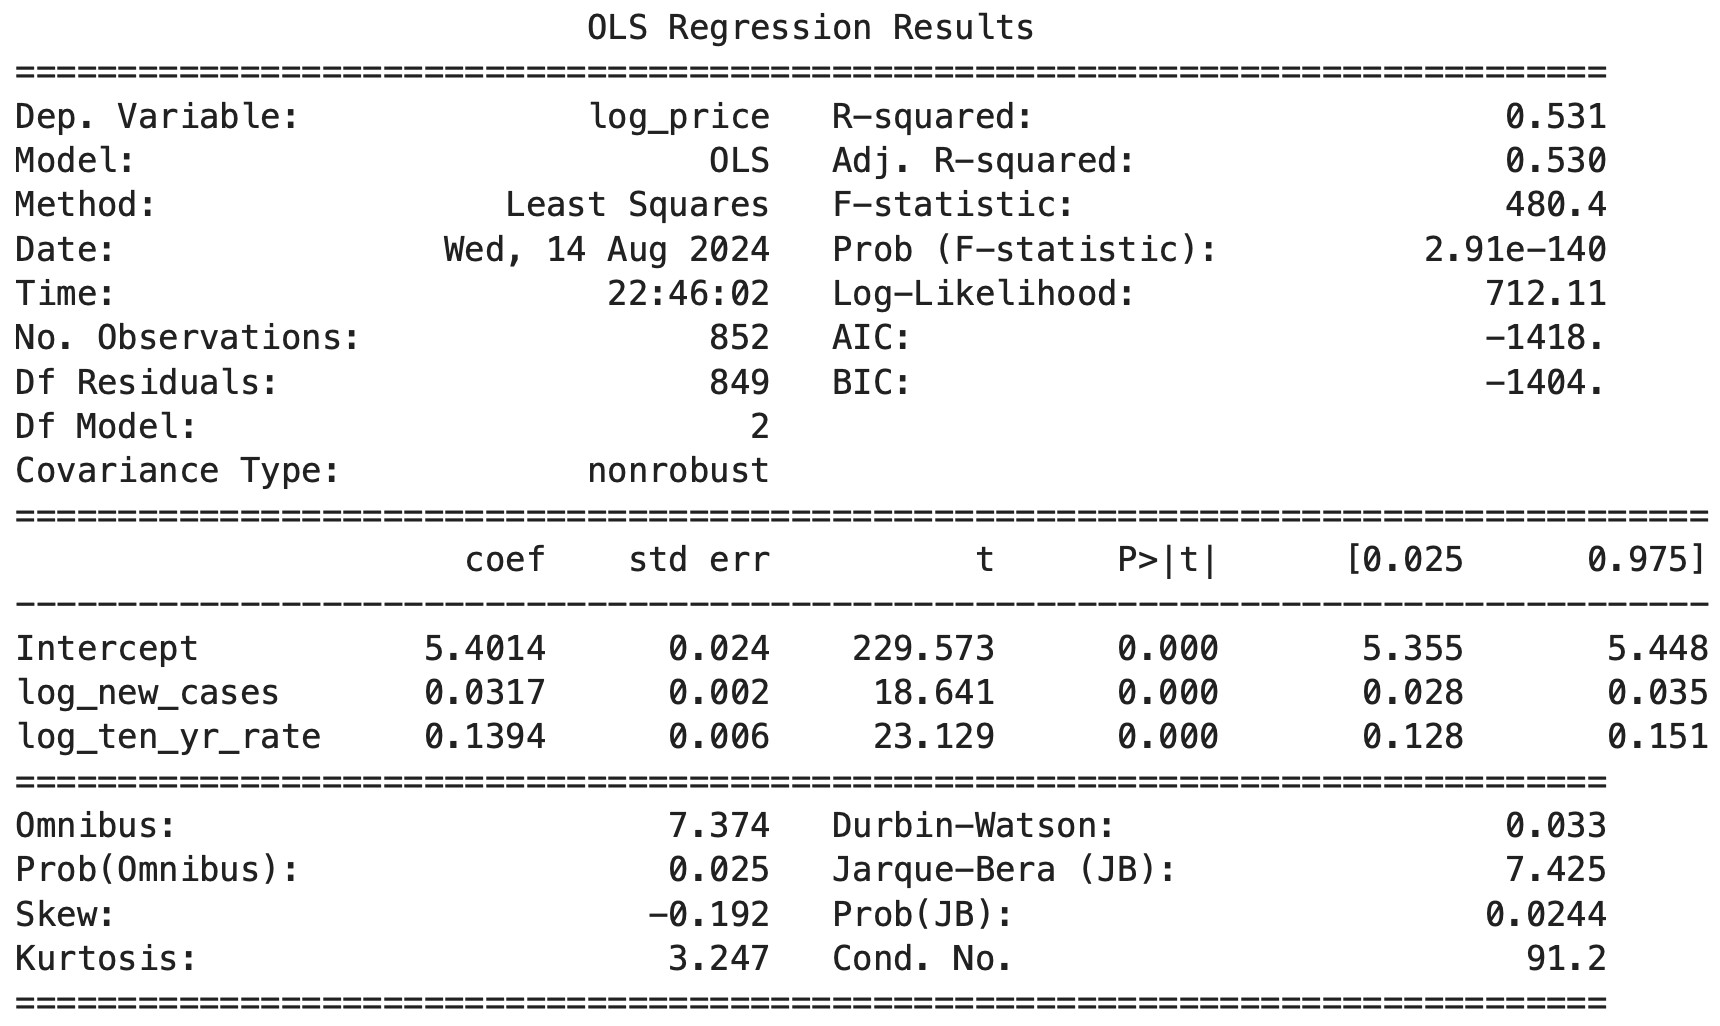 OLS Regression Results
==============================================================================
Dep. Variable:              log_price   R-squared:                       0.531
Model:                            OLS   Adj. R-squared:                  0.530
Method:                 Least Squares   F-statistic:                     480.4
Date:                Wed, 14 Aug 2024   Prob (F-statistic):          2.91e-140
Time:                        22:46:02   Log-Likelihood:                 712.11
No. Observations:                 852   AIC:                            -1418.
Df Residuals:                     849   BIC:                            -1404.
Df Model:                           2
Covariance Type:            nonrobust
===================================================================================
                      coef    std err          t      P>|t|      [0.025      0.975]
-----------------------------------------------------------------------------------
Intercept           5.4014      0.024    229.573      0.000       5.355       5.448
log_new_cases       0.0317      0.002     18.641      0.000       0.028       0.035
log_ten_yr_rate     0.1394      0.006     23.129      0.000       0.128       0.151
==============================================================================
Omnibus:                        7.374   Durbin-Watson:                   0.033
Prob(Omnibus):                  0.025   Jarque-Bera (JB):                7.425
Skew:                          -0.192   Prob(JB):                       0.0244
Kurtosis:                       3.247   Cond. No.                         91.2
==============================================================================